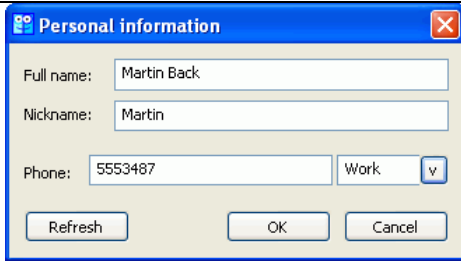 Personal information
Full name: Martin Back
Nickname: Martin
Phone: 5553487 Work v
Refresh OK Cancel